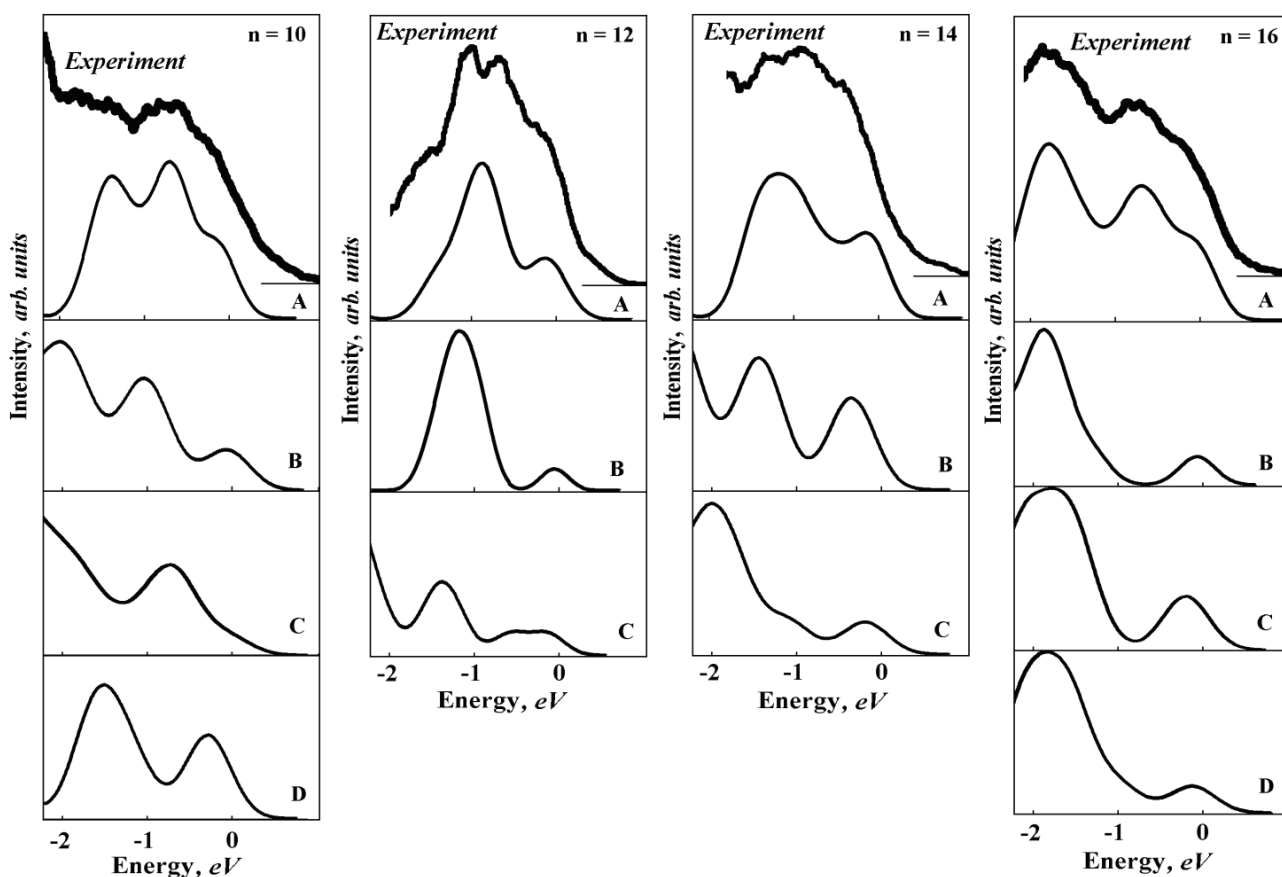 Experiment n = 10
A
B
C
D
-2 -1 0
Energy, eV
Intensity, arb. units
Experiment n = 12
A
B
C
-2 -1 0
Energy, eV
Intensity, arb. units
Experiment n = 14
A
B
C
-2 -1 0
Energy, eV
Intensity, arb. units
Experiment n = 16
A
B
C
D
-2 -1 0
Energy, eV
Intensity, arb. units